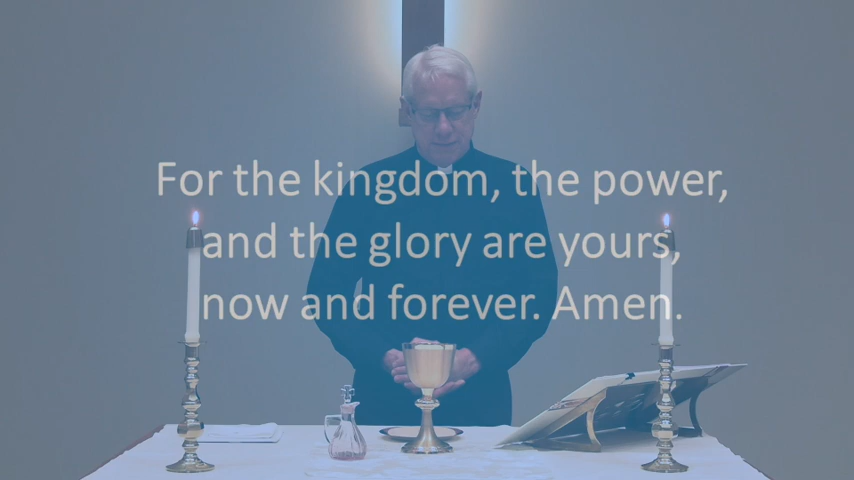 For the kingdom, the power,
and the glory are yours,
now and forever. Amen.